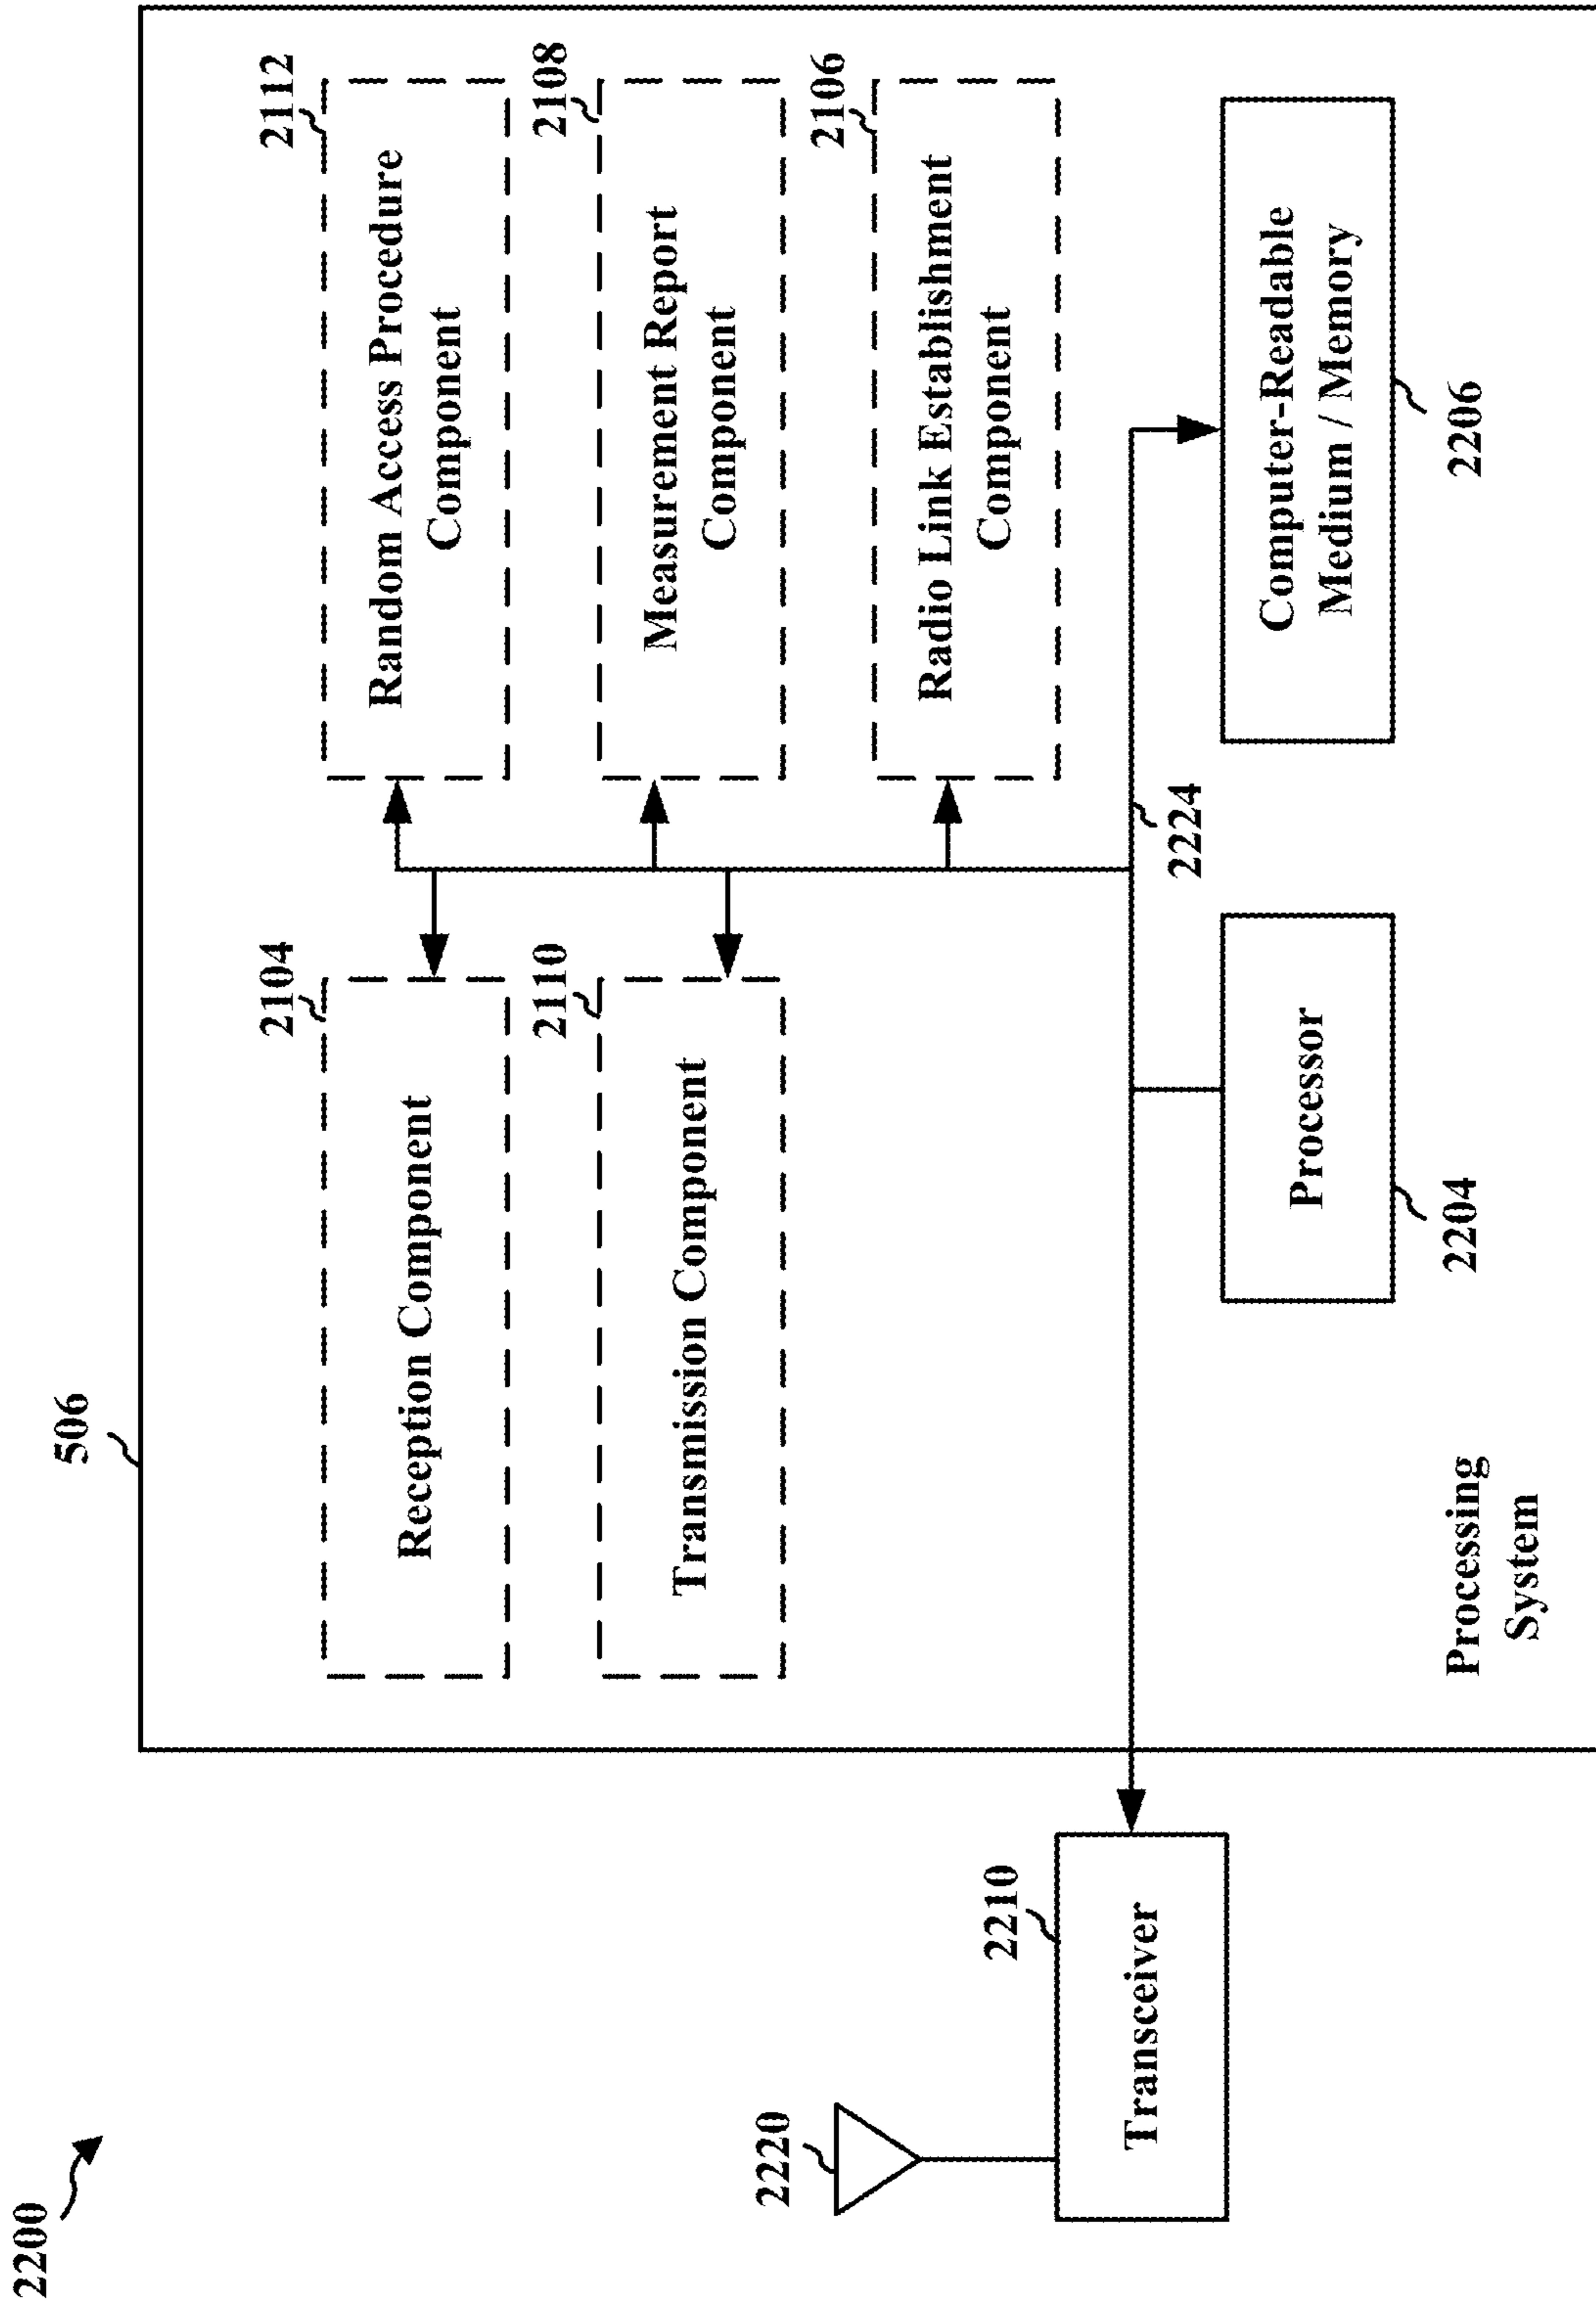 2200
506
2104
Reception Component
2112
Random Access Procedure
Component
2110
Transmission Component
2108
Measurement Report
Component
2106
Radio Link Establishment
Component
2220
2210
Transceiver
2224
Processor
2204
Computer-Readable
Medium / Memory
2206
Processing
System